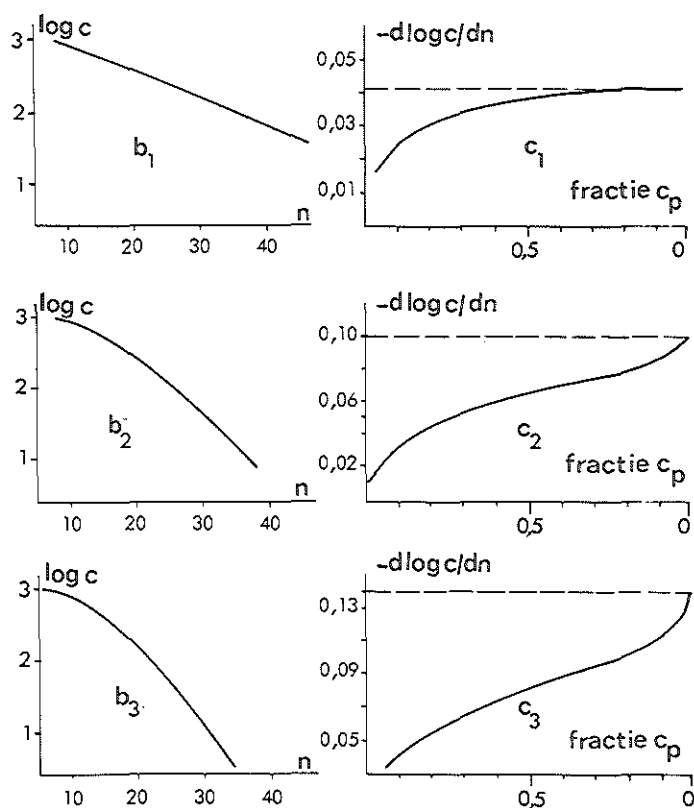 log c
3
2
1
b1
n
10 20 30 40
-d log c/dn
0,05
0,03
0,01
c1
fractie cp
0,5 0
log c
3
2
1
b2
n
10 20 30 40
-d log c/dn
0,10
0,06
0,02
c2
fractie cp
0,5 0
log c
3
2
1
b3
n
10 20 30 40
-d log c/dn
0,13
0,09
0,05
c3
fractie cp
0,5 0